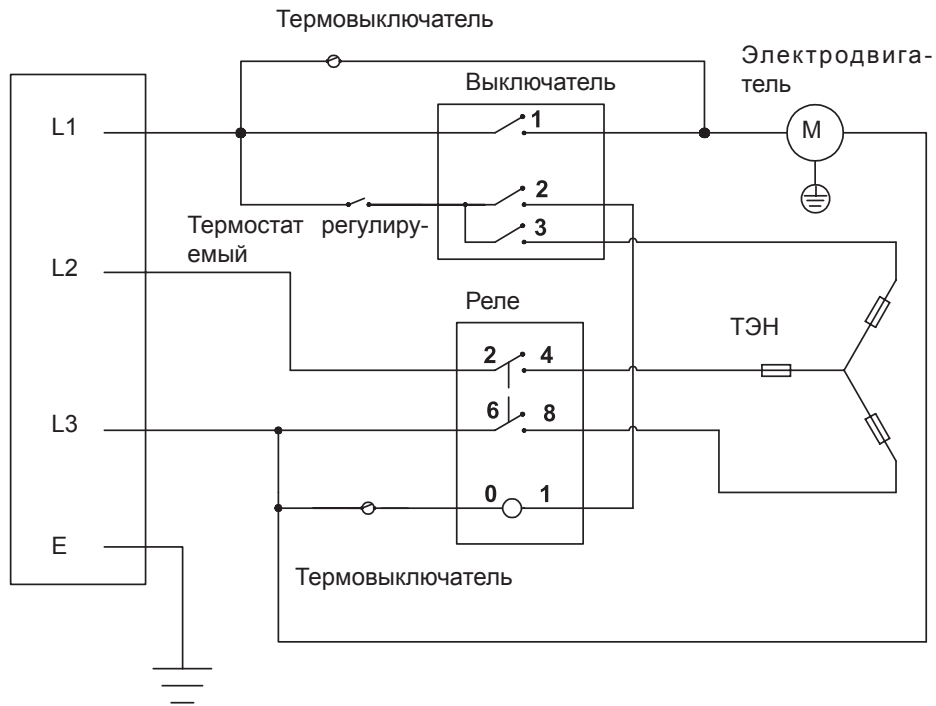 Термовыключатель
Электродвига-
тель
Выключатель
L1
1
M
2
Термостат регулиру-
емый
3
L2
Реле
ТЭН
2 4
L3
6 8
0 1
E
Термовыключатель